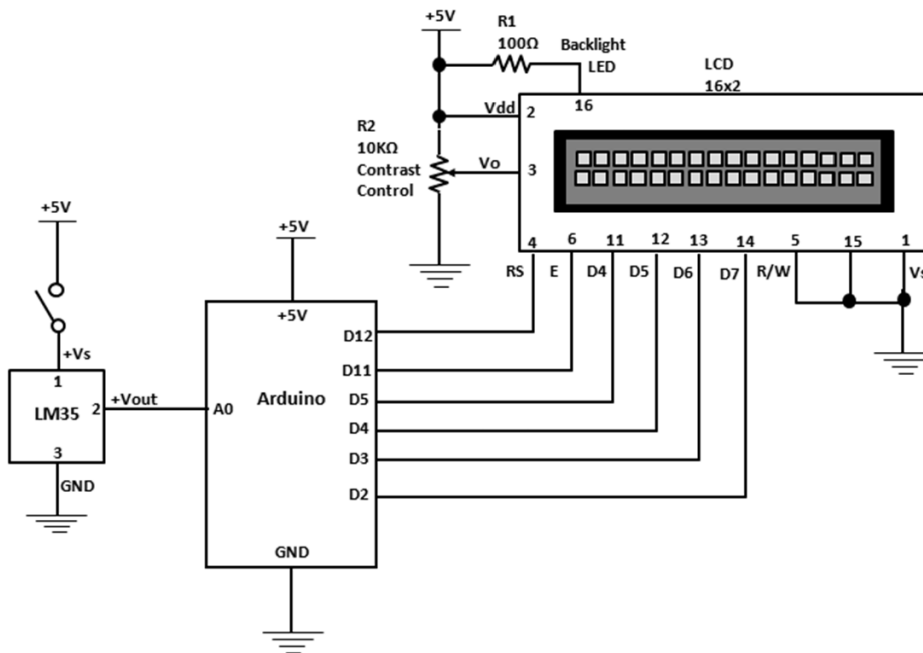 +5V
R1
100Ω
Backlight
LED
LCD
16x2
16
Vdd
2
R2
10KΩ
Contrast
Control
Vo
3
4
6
11
12
13
14
5
15
1
RS
E
D4
D5
D6
D7
R/W
Vs
+5V
+5V
+5V
+Vs
1
LM35
2
+Vout
3
GND
A0
Arduino
D12
D11
D5
D4
D3
D2
GND